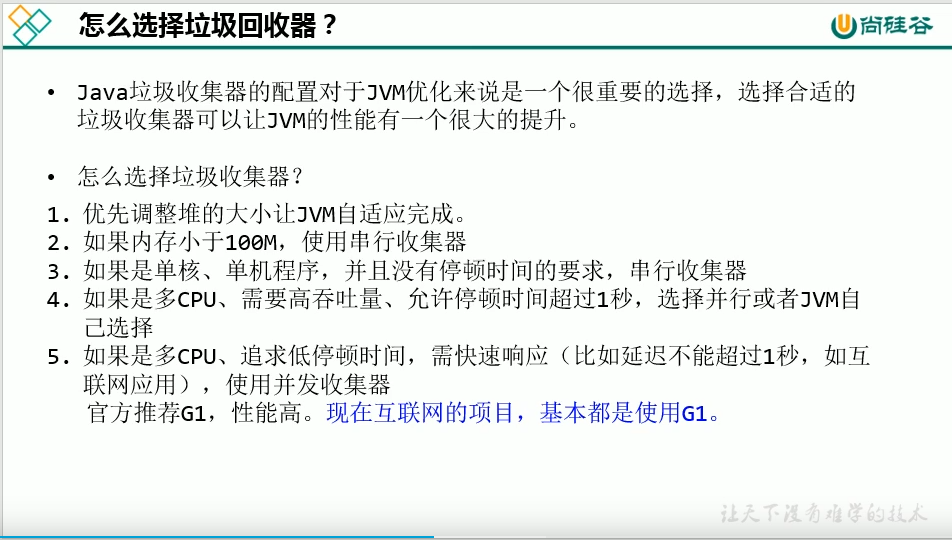 怎么选择垃圾回收器？
尚硅谷
• Java垃圾收集器的配置对于JVM优化来说是一个很重要的选择，选择合适的
垃圾收集器可以让JVM的性能有一个很大的提升。
• 怎么选择垃圾收集器？
1. 优先调整堆的大小让JVM自适应完成。
2. 如果内存小于100M，使用串行收集器
3. 如果是单核、单机程序，并且没有停顿时间的要求，串行收集器
4. 如果是多CPU、需要高吞吐量、允许停顿时间超过1秒，选择并行或者JVM自
己选择
5. 如果是多CPU、追求低停顿时间，需快速响应（比如延迟不能超过1秒，如互
联网应用），使用并发收集器
官方推荐G1，性能高。现在互联网的项目，基本都是使用G1。
让天下没有难学的技术